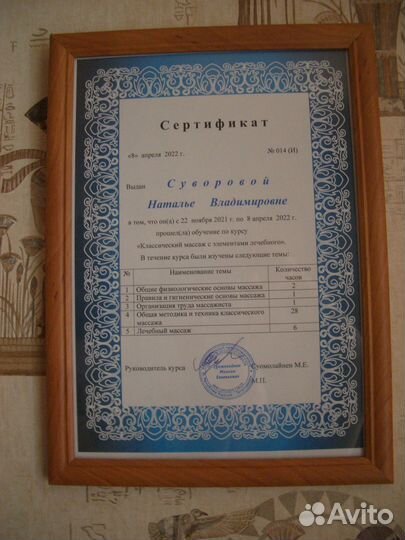 Сертификат
«8» апреля 2022 г. № 014 (И)
Выдан Суворовой
Наталье Владимировне
в том, что он(а) с 22 ноября 2021 г. по 8 апреля 2022 г.
прошел(ла) обучение по курсу
«Классический массаж с элементами лечебного».
В течение курса были изучены следующие темы:
№ Наименование темы Количество часов
1 Общие физиологические основы массажа 2
2 Правила и гигиенические основы массажа 1
3 Организация труда массажиста 1
4 Общая методика и техника классического массажа 28
5 Лечебный массаж 6
Руководитель курса Суомолайнен М.Е.
М.П.
Avito